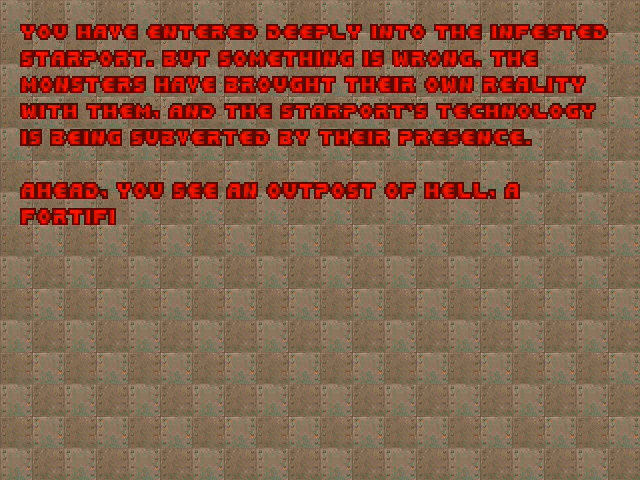 YOU HAVE ENTERED DEEPLY INTO THE INFESTED
STARPORT. BUT SOMETHING IS WRONG. THE
MONSTERS HAVE BROUGHT THEIR OWN REALITY
WITH THEM, AND THE STARPORT'S TECHNOLOGY
IS BEING SUBVERTED BY THEIR PRESENCE.

AHEAD, YOU SEE AN OUTPOST OF HELL, A
FORTIFI